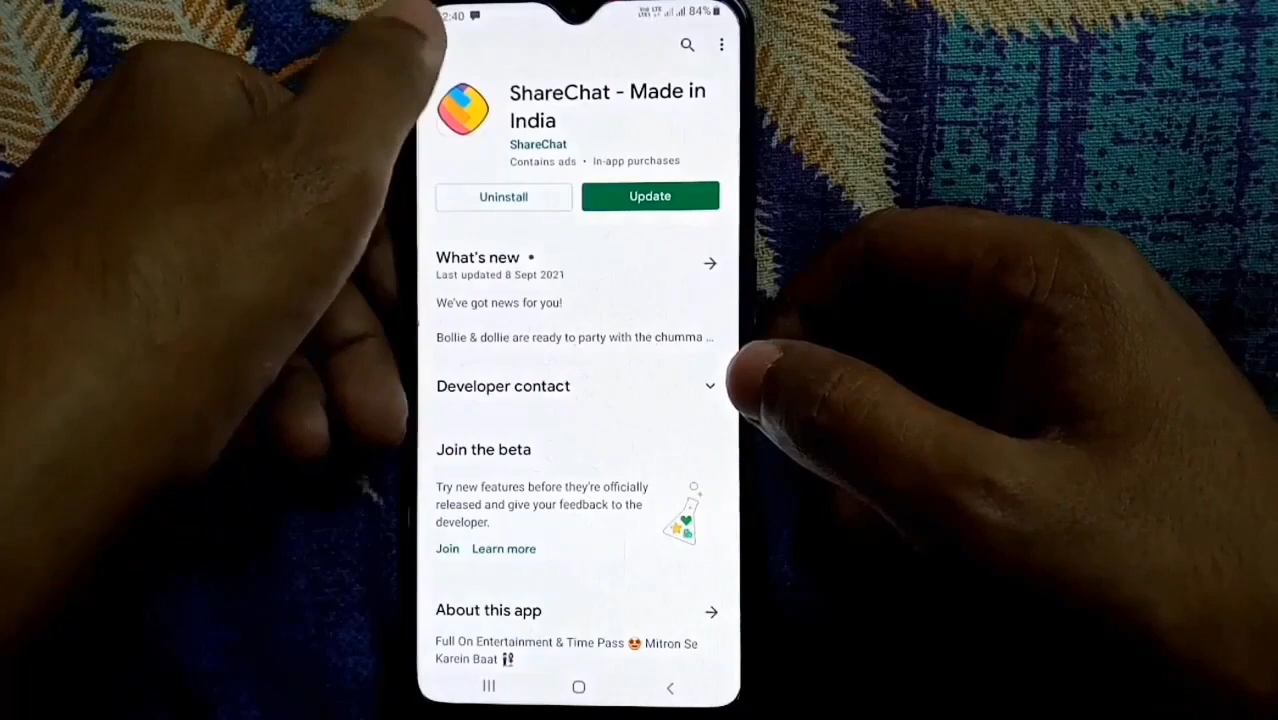 2:40 84%
ShareChat - Made in
India
ShareChat
Contains ads • In-app purchases
Uninstall Update
What's new •
Last updated 8 Sept 2021
We've got news for you!
Bollie & dollie are ready to party with the chumma ...
Developer contact
Join the beta
Try new features before they're officially
released and give your feedback to the
developer.
Join Learn more
About this app
Full On Entertainment & Time Pass 😍 Mitron Se
Karein Baat 👫